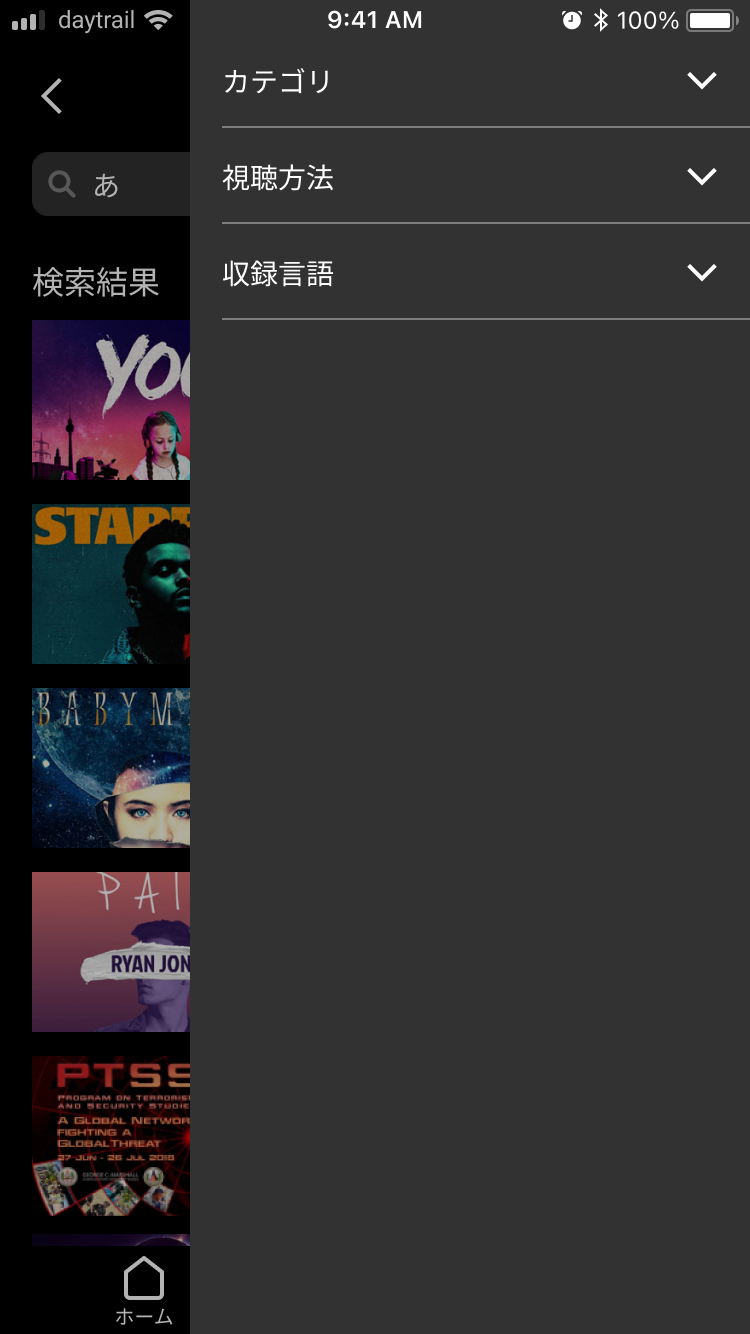 daytrail
9:41 AM
100%
あ
検索結果
カテゴリ
視聴方法
収録言語
YO
STAR
BABYM
PAI
RYAN JON
PTSS
PROGRAM ON TERRORIS
AND SECURITY STUDIE
A GLOBAL NETWOR
FIGHTING A
GLOBALTHREAT
27 JUN - 26 JUL 2018
GEORGE C. MARSHALL
ホーム